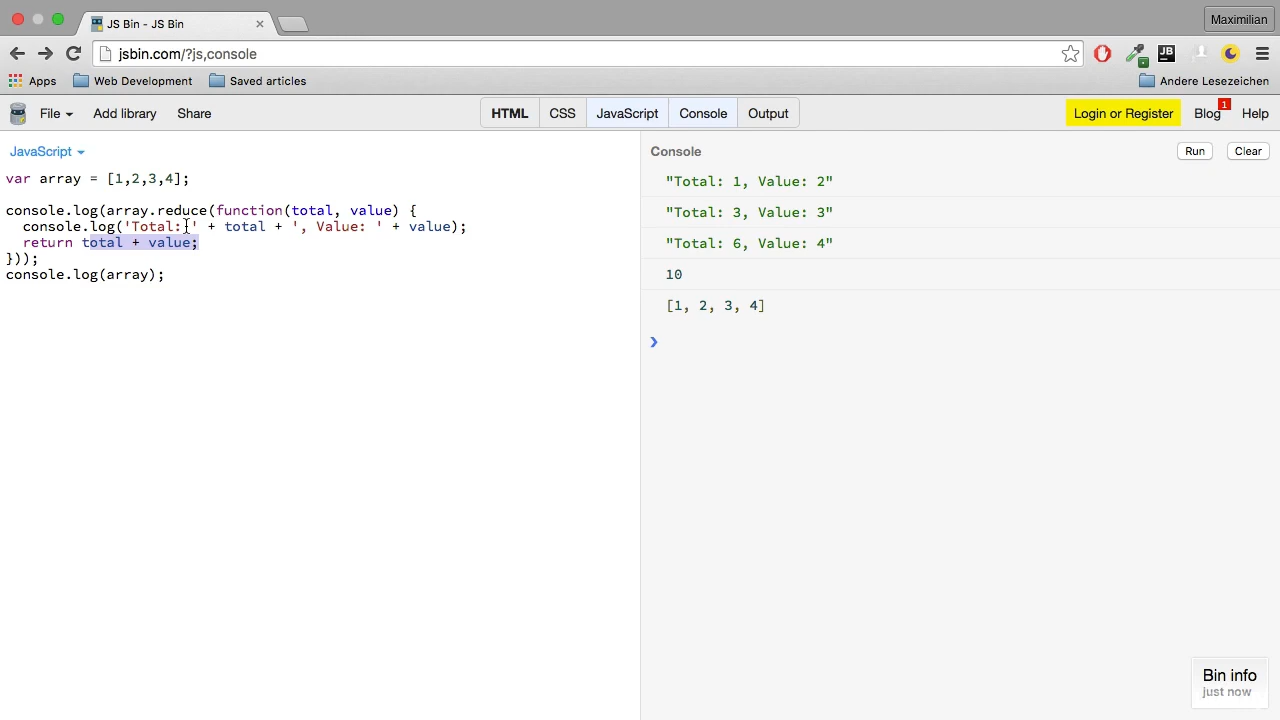 JS Bin - JS Bin
Maximilian
jsbin.com/?js,console
JB
Apps Web Development Saved articles Andere Lesezeichen
File Add library Share HTML CSS JavaScript Console Output Login or Register Blog 1 Help
JavaScript
var array = [1,2,3,4];
console.log(array.reduce(function(total, value) {
console.log('Total: ' + total + ', Value: ' + value);
return total + value;
}));
console.log(array);
Console Run Clear
"Total: 1, Value: 2"
"Total: 3, Value: 3"
"Total: 6, Value: 4"
10
[1, 2, 3, 4]
Bin info
just now